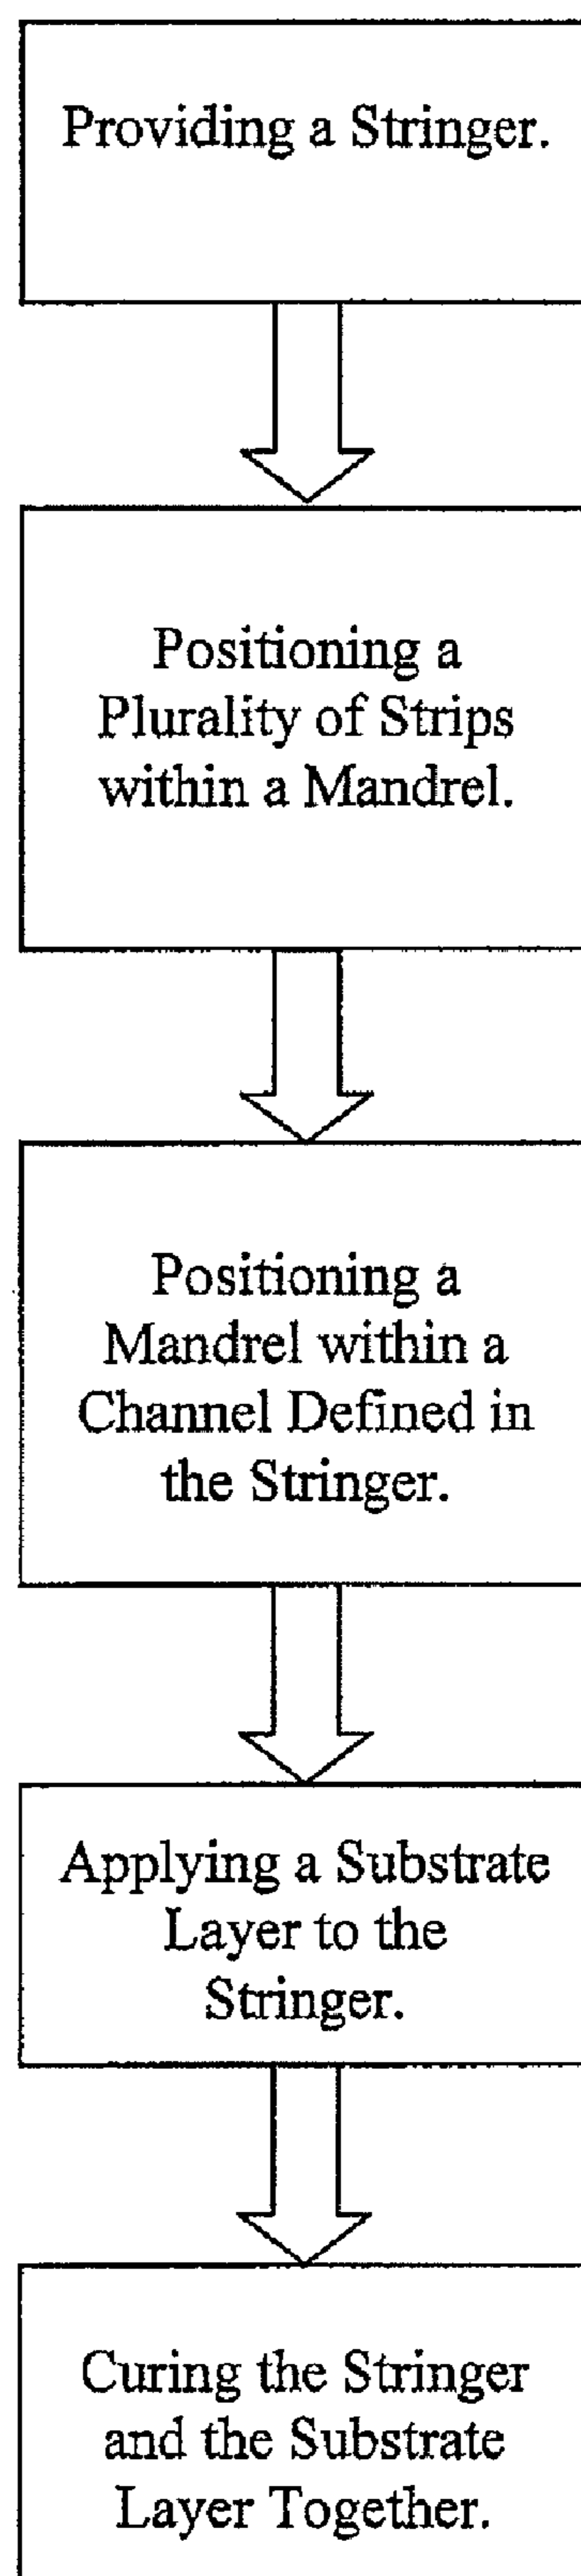 Providing a Stringer.
Positioning a
Plurality of Strips
within a Mandrel.
Positioning a
Mandrel within a
Channel Defined in
the Stringer.
Applying a Substrate
Layer to the
Stringer.
Curing the Stringer
and the Substrate
Layer Together.